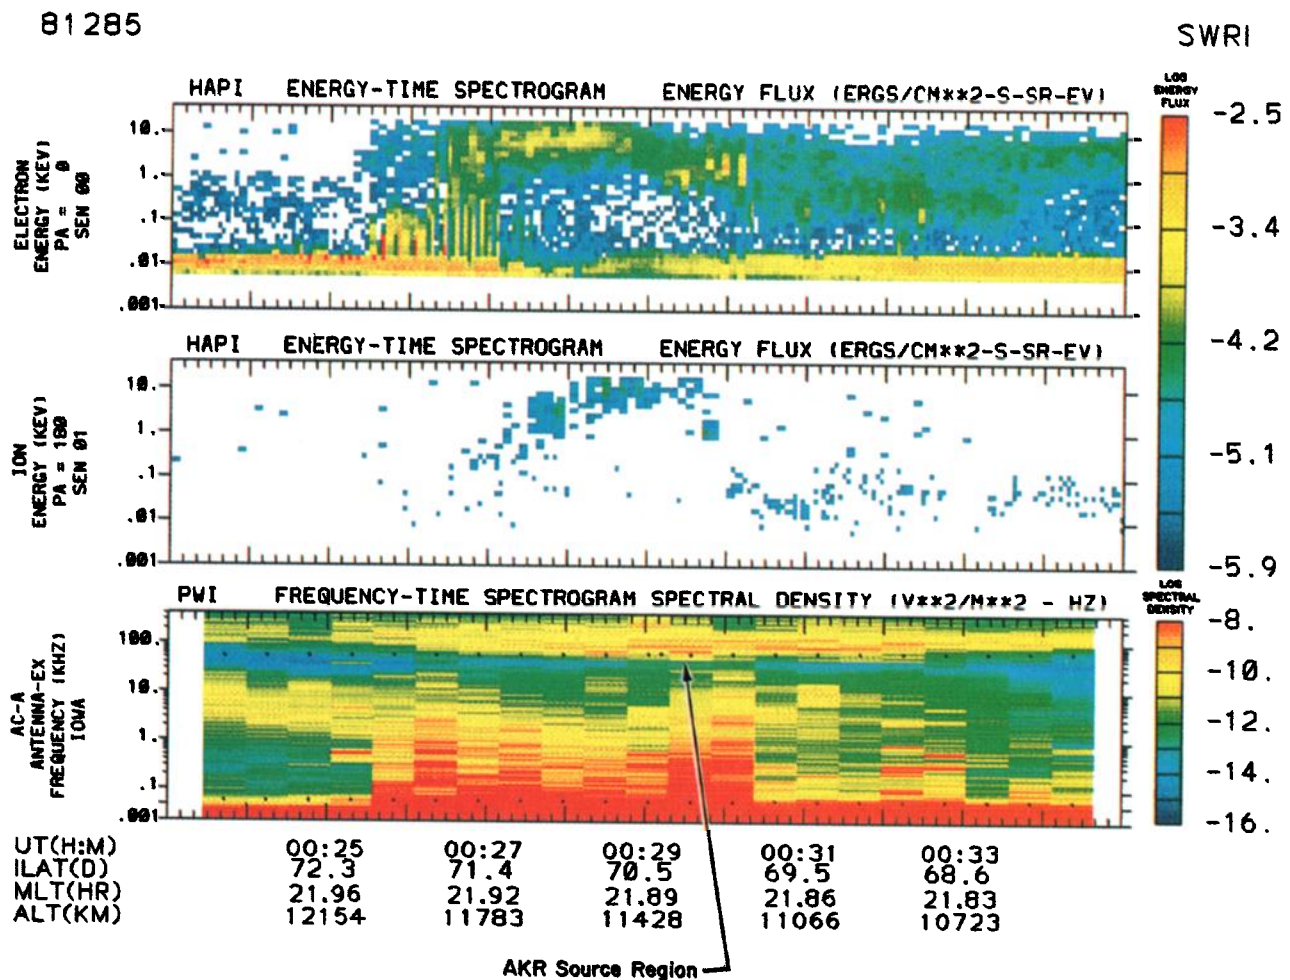 81285
SWRI
HAPI ENERGY-TIME SPECTROGRAM ENERGY FLUX (ERGS/CM**2-S-SR-EV)
LOG
ENERGY
FLUX
ELECTRON
ENERGY (KEV)
PA = 0
SEN 00
10.
1.
.1
.01
.001
-2.5
-3.4
-4.2
-5.1
-5.9
HAPI ENERGY-TIME SPECTROGRAM ENERGY FLUX (ERGS/CM**2-S-SR-EV)
ION
ENERGY (KEV)
PA = 180
SEN 01
10.
1.
.1
.01
.001
PWI FREQUENCY-TIME SPECTROGRAM SPECTRAL DENSITY (V**2/M**2 - HZ)
LOG
SPECTRAL
DENSITY
AC-A
ANTENNA-EX
FREQUENCY (KHZ)
IOWA
100.
10.
1.
.1
.001
-8.
-10.
-12.
-14.
-16.
UT(H:M) 00:25 00:27 00:29 00:31 00:33
ILAT(D) 72.3 71.4 70.5 69.5 68.6
MLT(HR) 21.96 21.92 21.89 21.86 21.83
ALT(KM) 12154 11783 11428 11066 10723
AKR Source Region